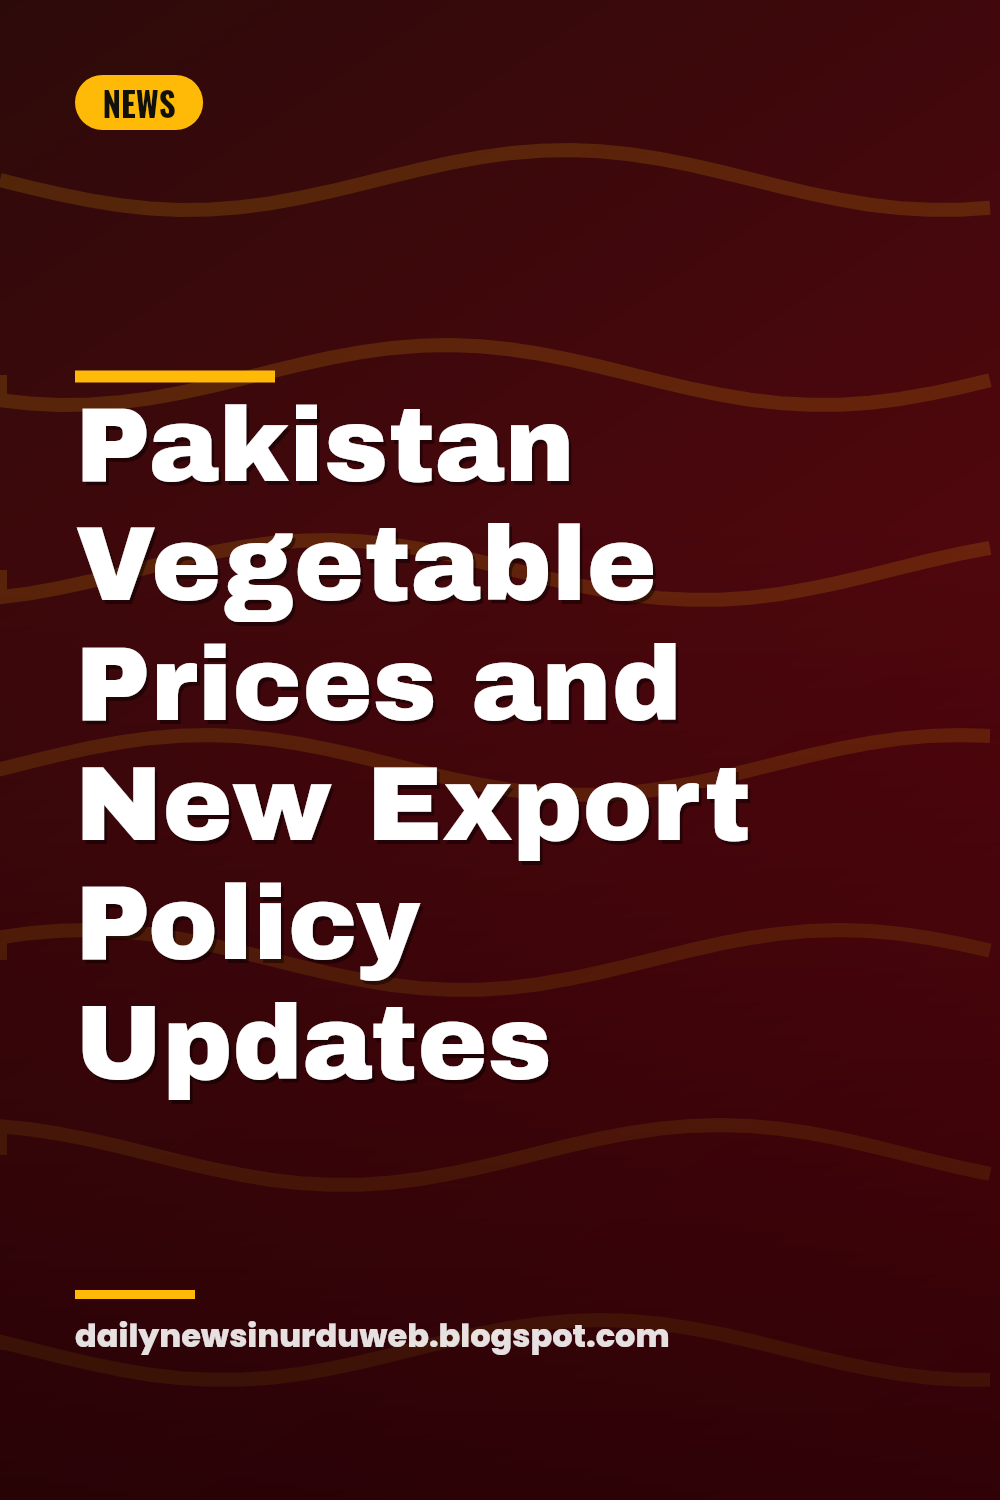 NEWS
Pakistan
Vegetable
Prices and
New Export
Policy
Updates
dailynewsinurduweb.blogspot.com